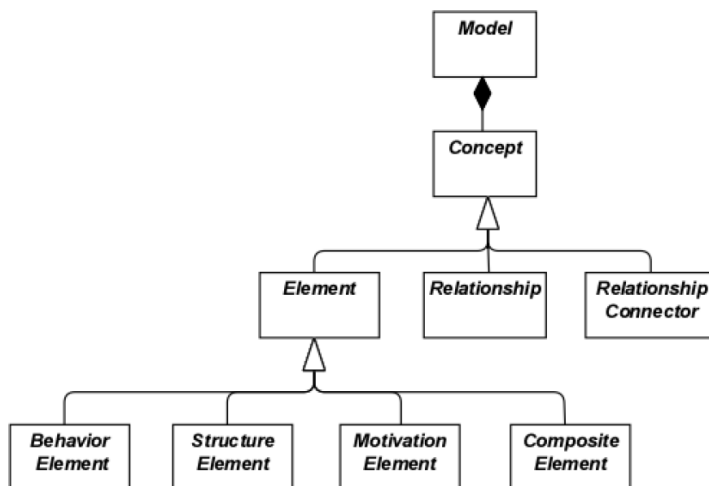 Model
Concept
Element
Relationship
Relationship
Connector
Behavior
Element
Structure
Element
Motivation
Element
Composite
Element